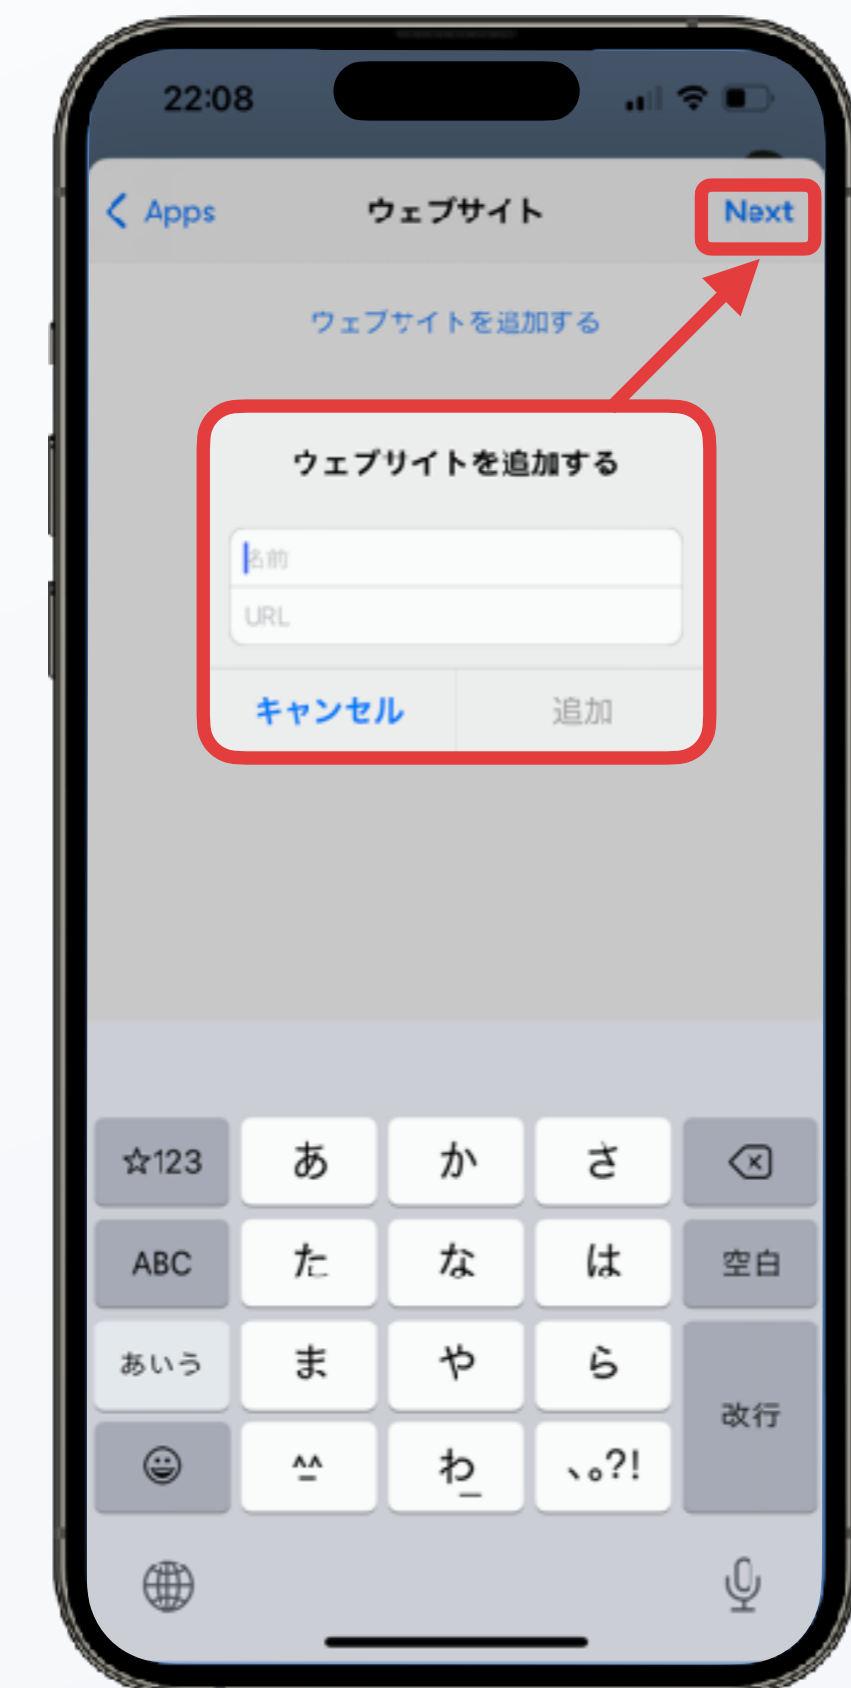 22:08
Apps ウェブサイト Next
ウェブサイトを追加する
ウェブサイトを追加する
名前
URL
キャンセル 追加
☆123 あ か さ
ABC た な は 空白
あいう ま や ら 改行
^^ わ 、。?!